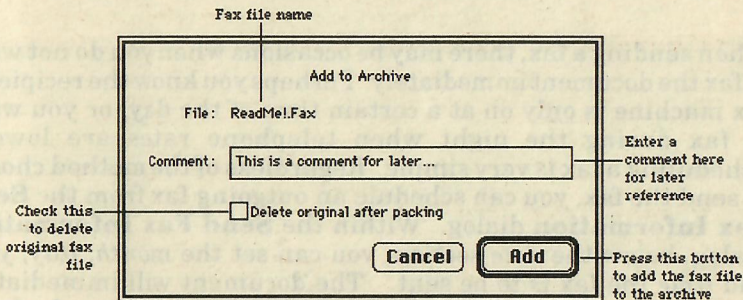 Fax file name
Add to Archive
File: ReadMe!.Fax
Comment: This is a comment for later...
Enter a
comment here
for later
reference
Check this
to delete
original fax
file
Delete original after packing
Cancel
Add
Press this button
to add the fax file
to the archive